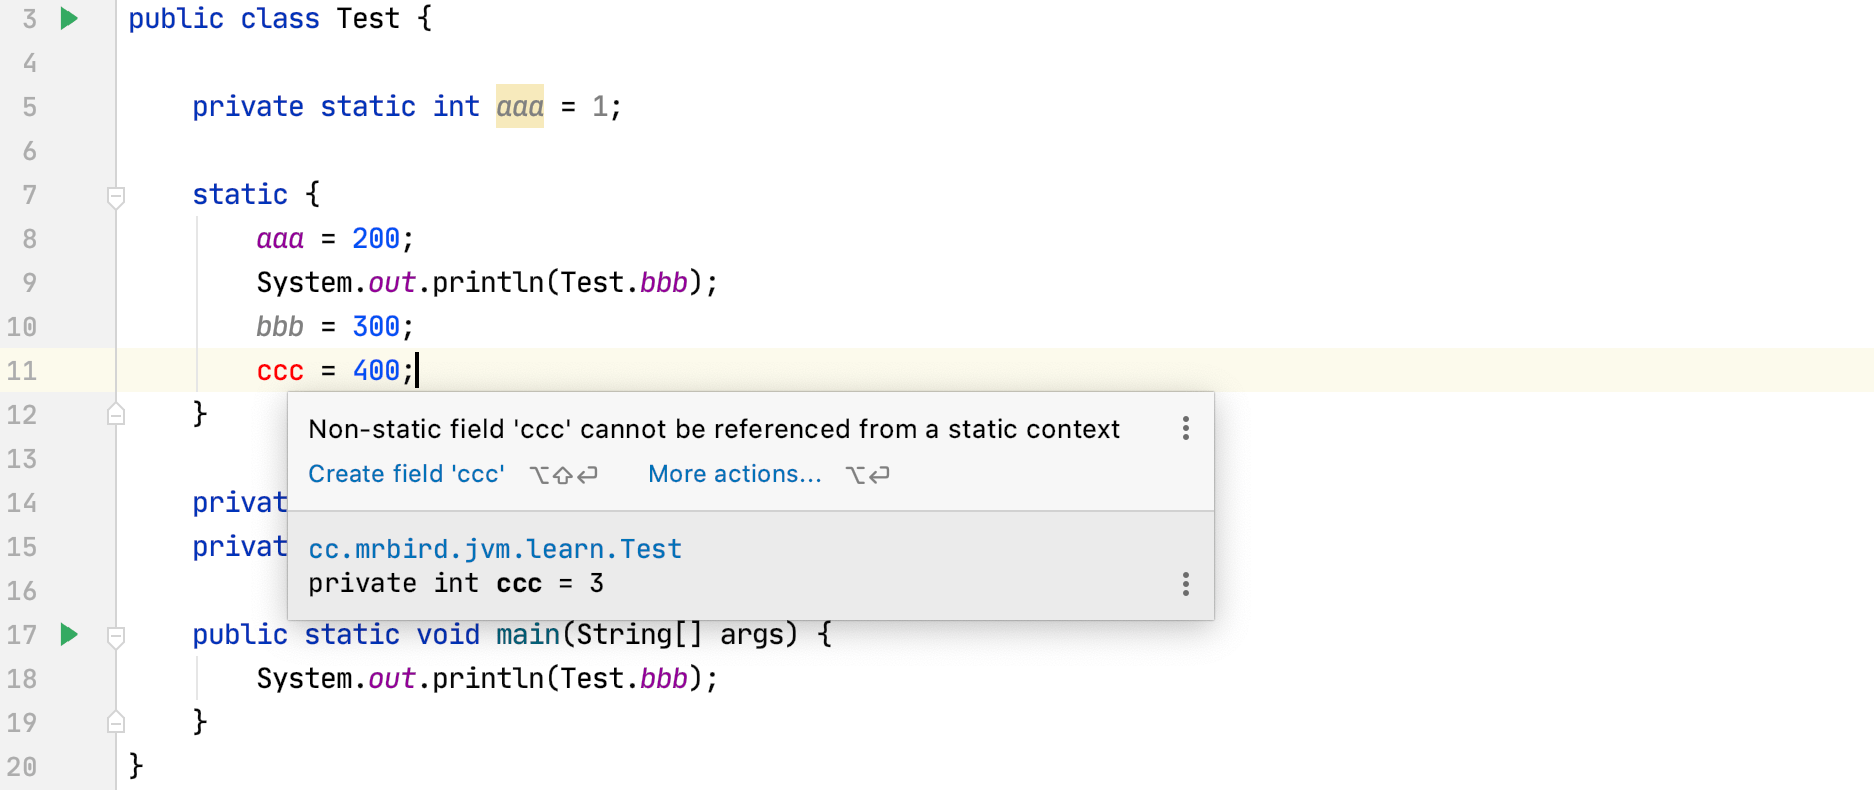 3 public class Test {
4
5 private static int aaa = 1;
6
7 static {
8 aaa = 200;
9 System.out.println(Test.bbb);
10 bbb = 300;
11 ccc = 400;
12 }
Non-static field 'ccc' cannot be referenced from a static context
Create field 'ccc' ⌥⇧↩ More actions... ⌥↩
13
14 privat
15 privat
cc.mrbird.jvm.learn.Test
private int ccc = 3
16
17 public static void main(String[] args) {
18 System.out.println(Test.bbb);
19 }
20 }